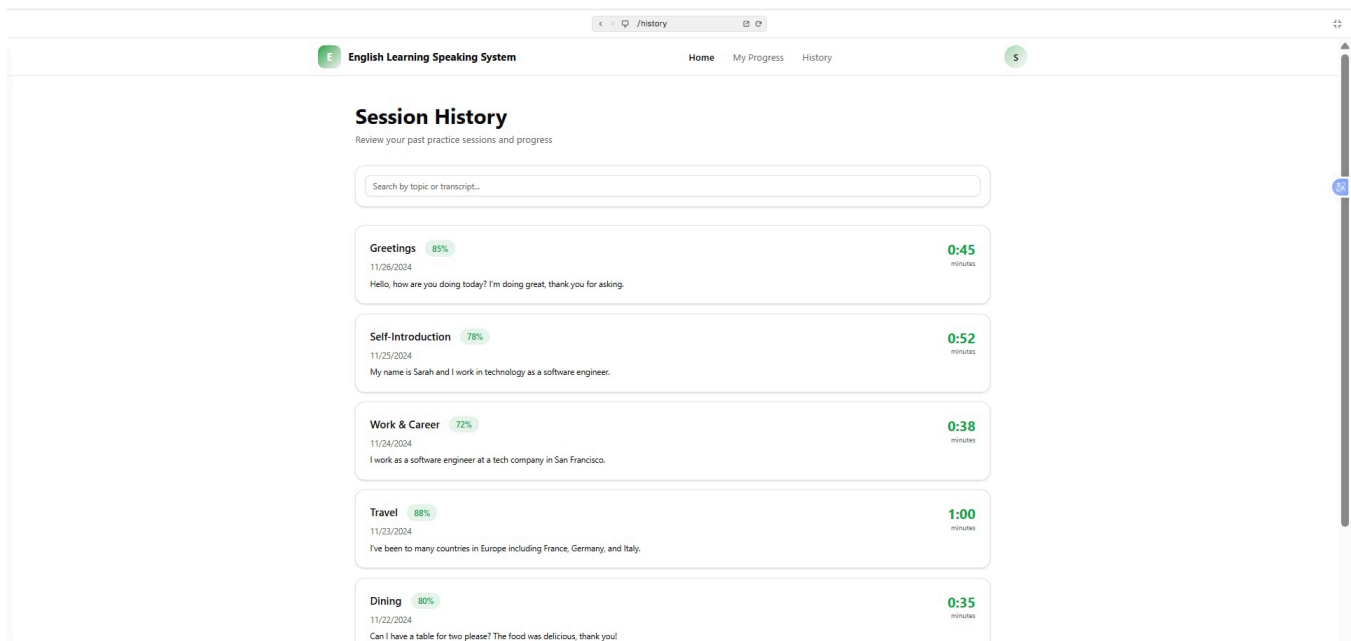 /history
E English Learning Speaking System Home My Progress History S
Session History
Review your past practice sessions and progress
Search by topic or transcript...
Greetings 85% 0:45
11/26/2024 minutes
Hello, how are you doing today? I'm doing great, thank you for asking.
Self-Introduction 78% 0:52
11/25/2024 minutes
My name is Sarah and I work in technology as a software engineer.
Work & Career 72% 0:38
11/24/2024 minutes
I work as a software engineer at a tech company in San Francisco.
Travel 88% 1:00
11/23/2024 minutes
I've been to many countries in Europe including France, Germany, and Italy.
Dining 80% 0:35
11/22/2024 minutes
Can I have a table for two please? The food was delicious, thank you!